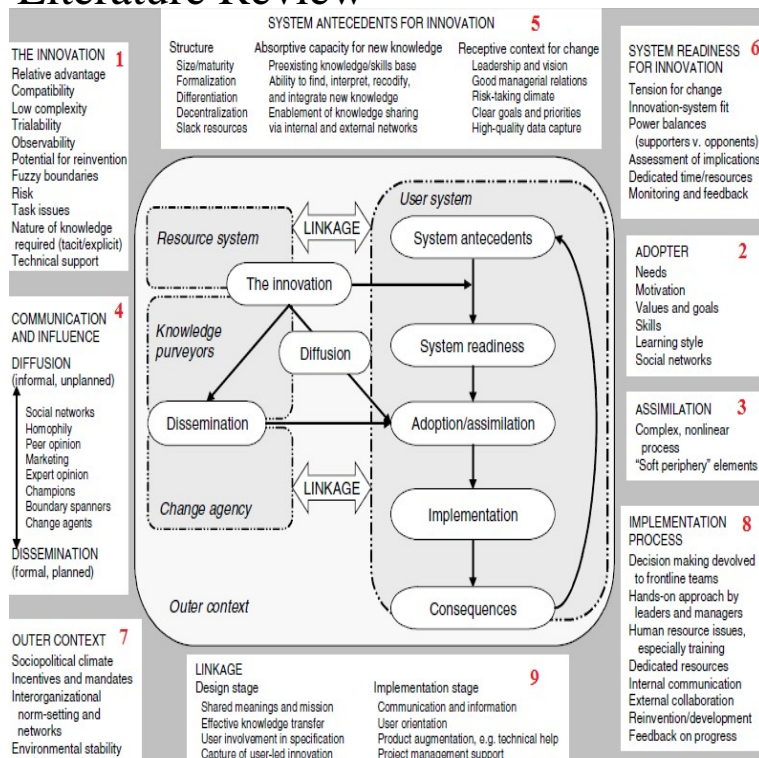 Literature Review
SYSTEM ANTECEDENTS FOR INNOVATION 5
Structure
Size/maturity
Formalization
Differentiation
Decentralization
Slack resources
Absorptive capacity for new knowledge
Preexisting knowledge/skills base
Ability to find, interpret, recodify,
and integrate new knowledge
Enablement of knowledge sharing
via internal and external networks
Receptive context for change
Leadership and vision
Good managerial relations
Risk-taking climate
Clear goals and priorities
High-quality data capture
THE INNOVATION 1
Relative advantage
Compatibility
Low complexity
Trialability
Observability
Potential for reinvention
Fuzzy boundaries
Risk
Task issues
Nature of knowledge
required (tacit/explicit)
Technical support
SYSTEM READINESS 6
FOR INNOVATION
Tension for change
Innovation-system fit
Power balances
(supporters v. opponents)
Assessment of implications
Dedicated time/resources
Monitoring and feedback
Resource system
LINKAGE
User system
System antecedents
The innovation
Knowledge
purveyors
Diffusion
System readiness
Dissemination
Adoption/assimilation
Change agency
LINKAGE
Implementation
Outer context
Consequences
ADOPTER 2
Needs
Motivation
Values and goals
Skills
Learning style
Social networks
COMMUNICATION 4
AND INFLUENCE
DIFFUSION
(informal, unplanned)
Social networks
Homophily
Peer opinion
Marketing
Expert opinion
Champions
Boundary spanners
Change agents
DISSEMINATION
(formal, planned)
ASSIMILATION 3
Complex, nonlinear
process
"Soft periphery" elements
IMPLEMENTATION 8
PROCESS
Decision making devolved
to frontline teams
Hands-on approach by
leaders and managers
Human resource issues,
especially training
Dedicated resources
Internal communication
External collaboration
Reinvention/development
Feedback on progress
OUTER CONTEXT 7
Sociopolitical climate
Incentives and mandates
Interorganizational
norm-setting and
networks
Environmental stability
LINKAGE 9
Design stage
Shared meanings and mission
Effective knowledge transfer
User involvement in specification
Capture of user-led innovation
Implementation stage
Communication and information
User orientation
Product augmentation, e.g. technical help
Project management support